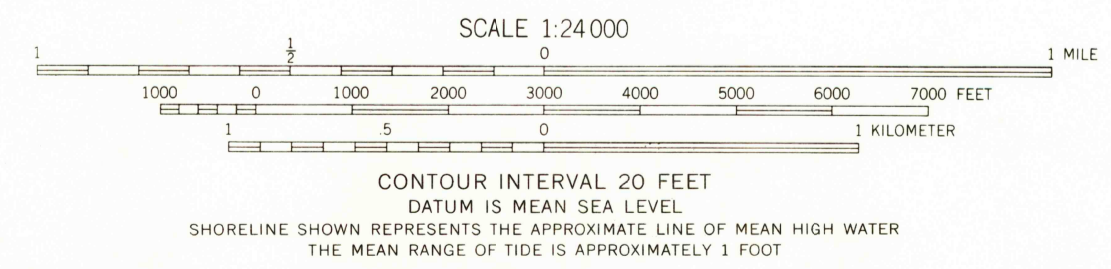 SCALE 1:24 000
1 1/2 0 1 MILE
1000 0 1000 2000 3000 4000 5000 6000 7000 FEET
1 .5 0 1 KILOMETER
CONTOUR INTERVAL 20 FEET
DATUM IS MEAN SEA LEVEL
SHORELINE SHOWN REPRESENTS THE APPROXIMATE LINE OF MEAN HIGH WATER
THE MEAN RANGE OF TIDE IS APPROXIMATELY 1 FOOT